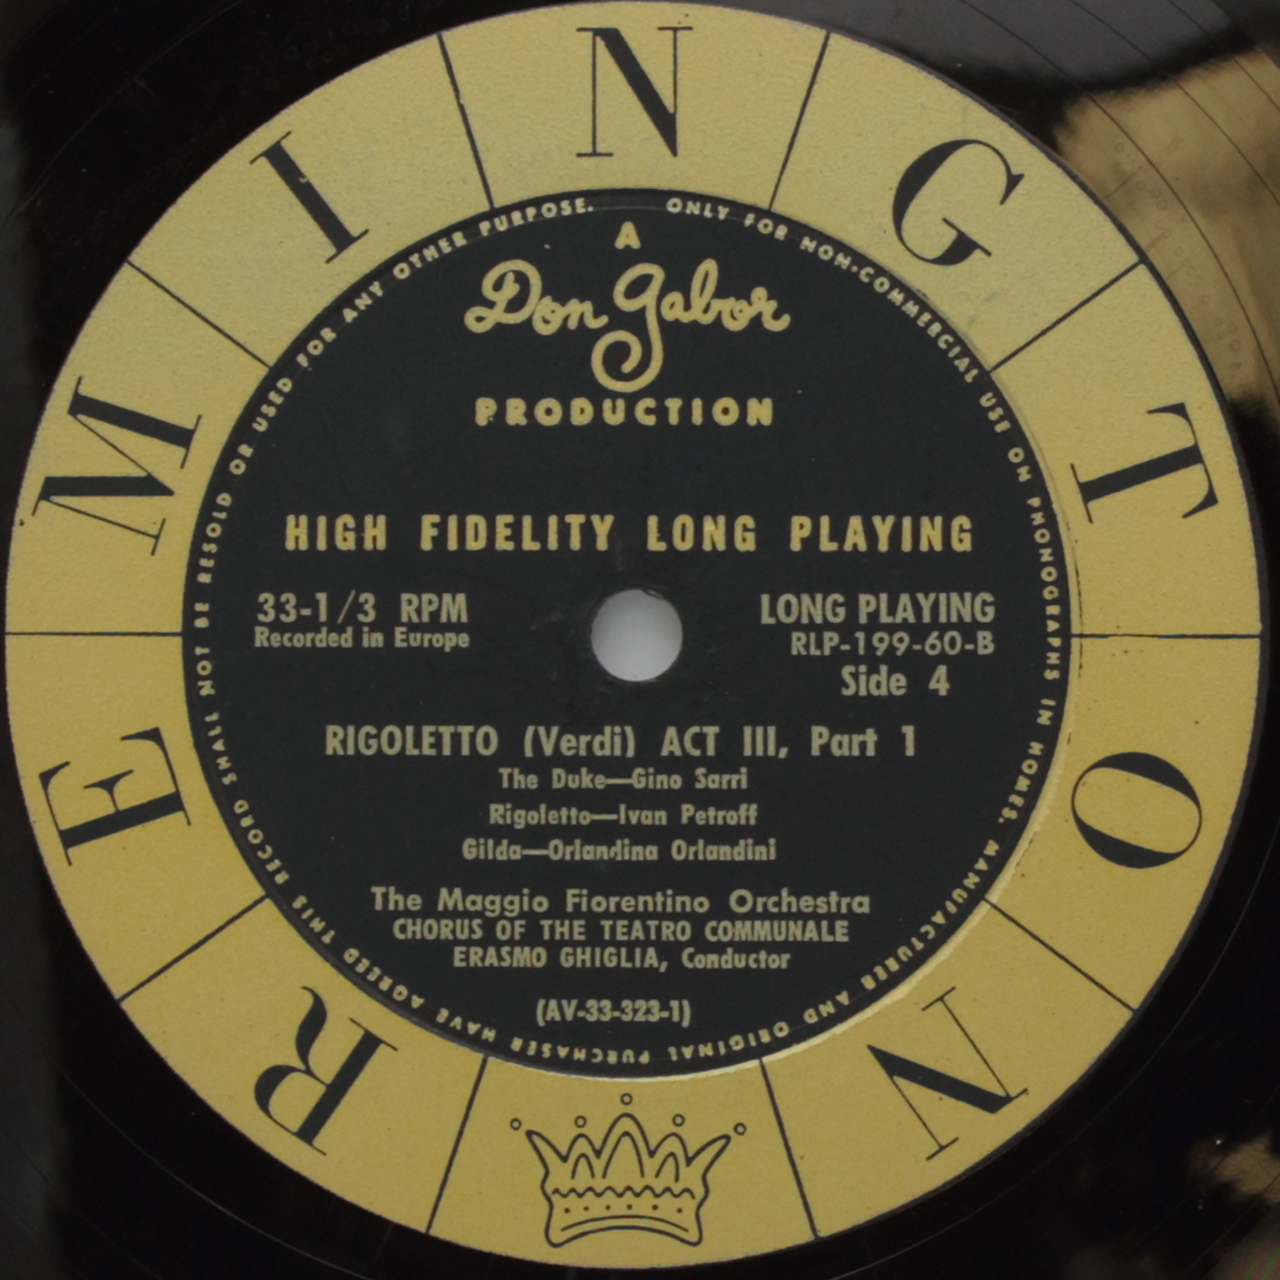 REMINGTON
ONLY FOR NON-COMMERCIAL USE ON PHONOGRAPHS IN HOMES. MANUFACTURER AND ORIGINAL PURCHASER HAVE AGREED THIS RECORD SHALL NOT BE RESOLD OR USED FOR ANY OTHER PURPOSE.
A
Don Gabor
PRODUCTION
HIGH FIDELITY LONG PLAYING
33-1/3 RPM
Recorded in Europe
LONG PLAYING
RLP-199-60-B
Side 4
RIGOLETTO (Verdi) ACT III, Part 1
The Duke—Gino Sarri
Rigoletto—Ivan Petroff
Gilda—Orlandina Orlandini
The Maggio Fiorentino Orchestra
CHORUS OF THE TEATRO COMMUNALE
ERASMO GHIGLIA, Conductor
(AV-33-323-1)